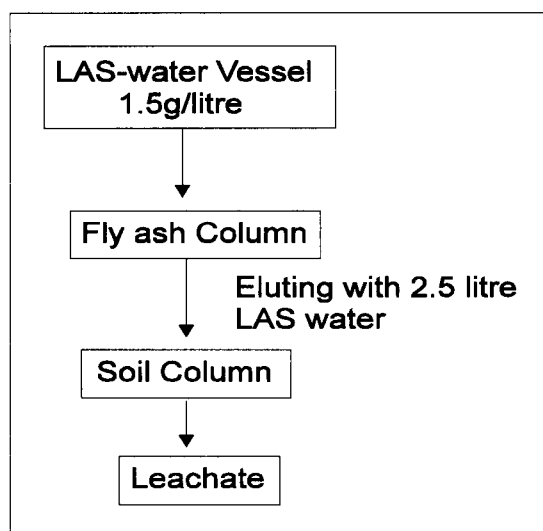 LAS-water Vessel
1.5g/litre
Fly ash Column
Eluting with 2.5 litre
LAS water
Soil Column
Leachate